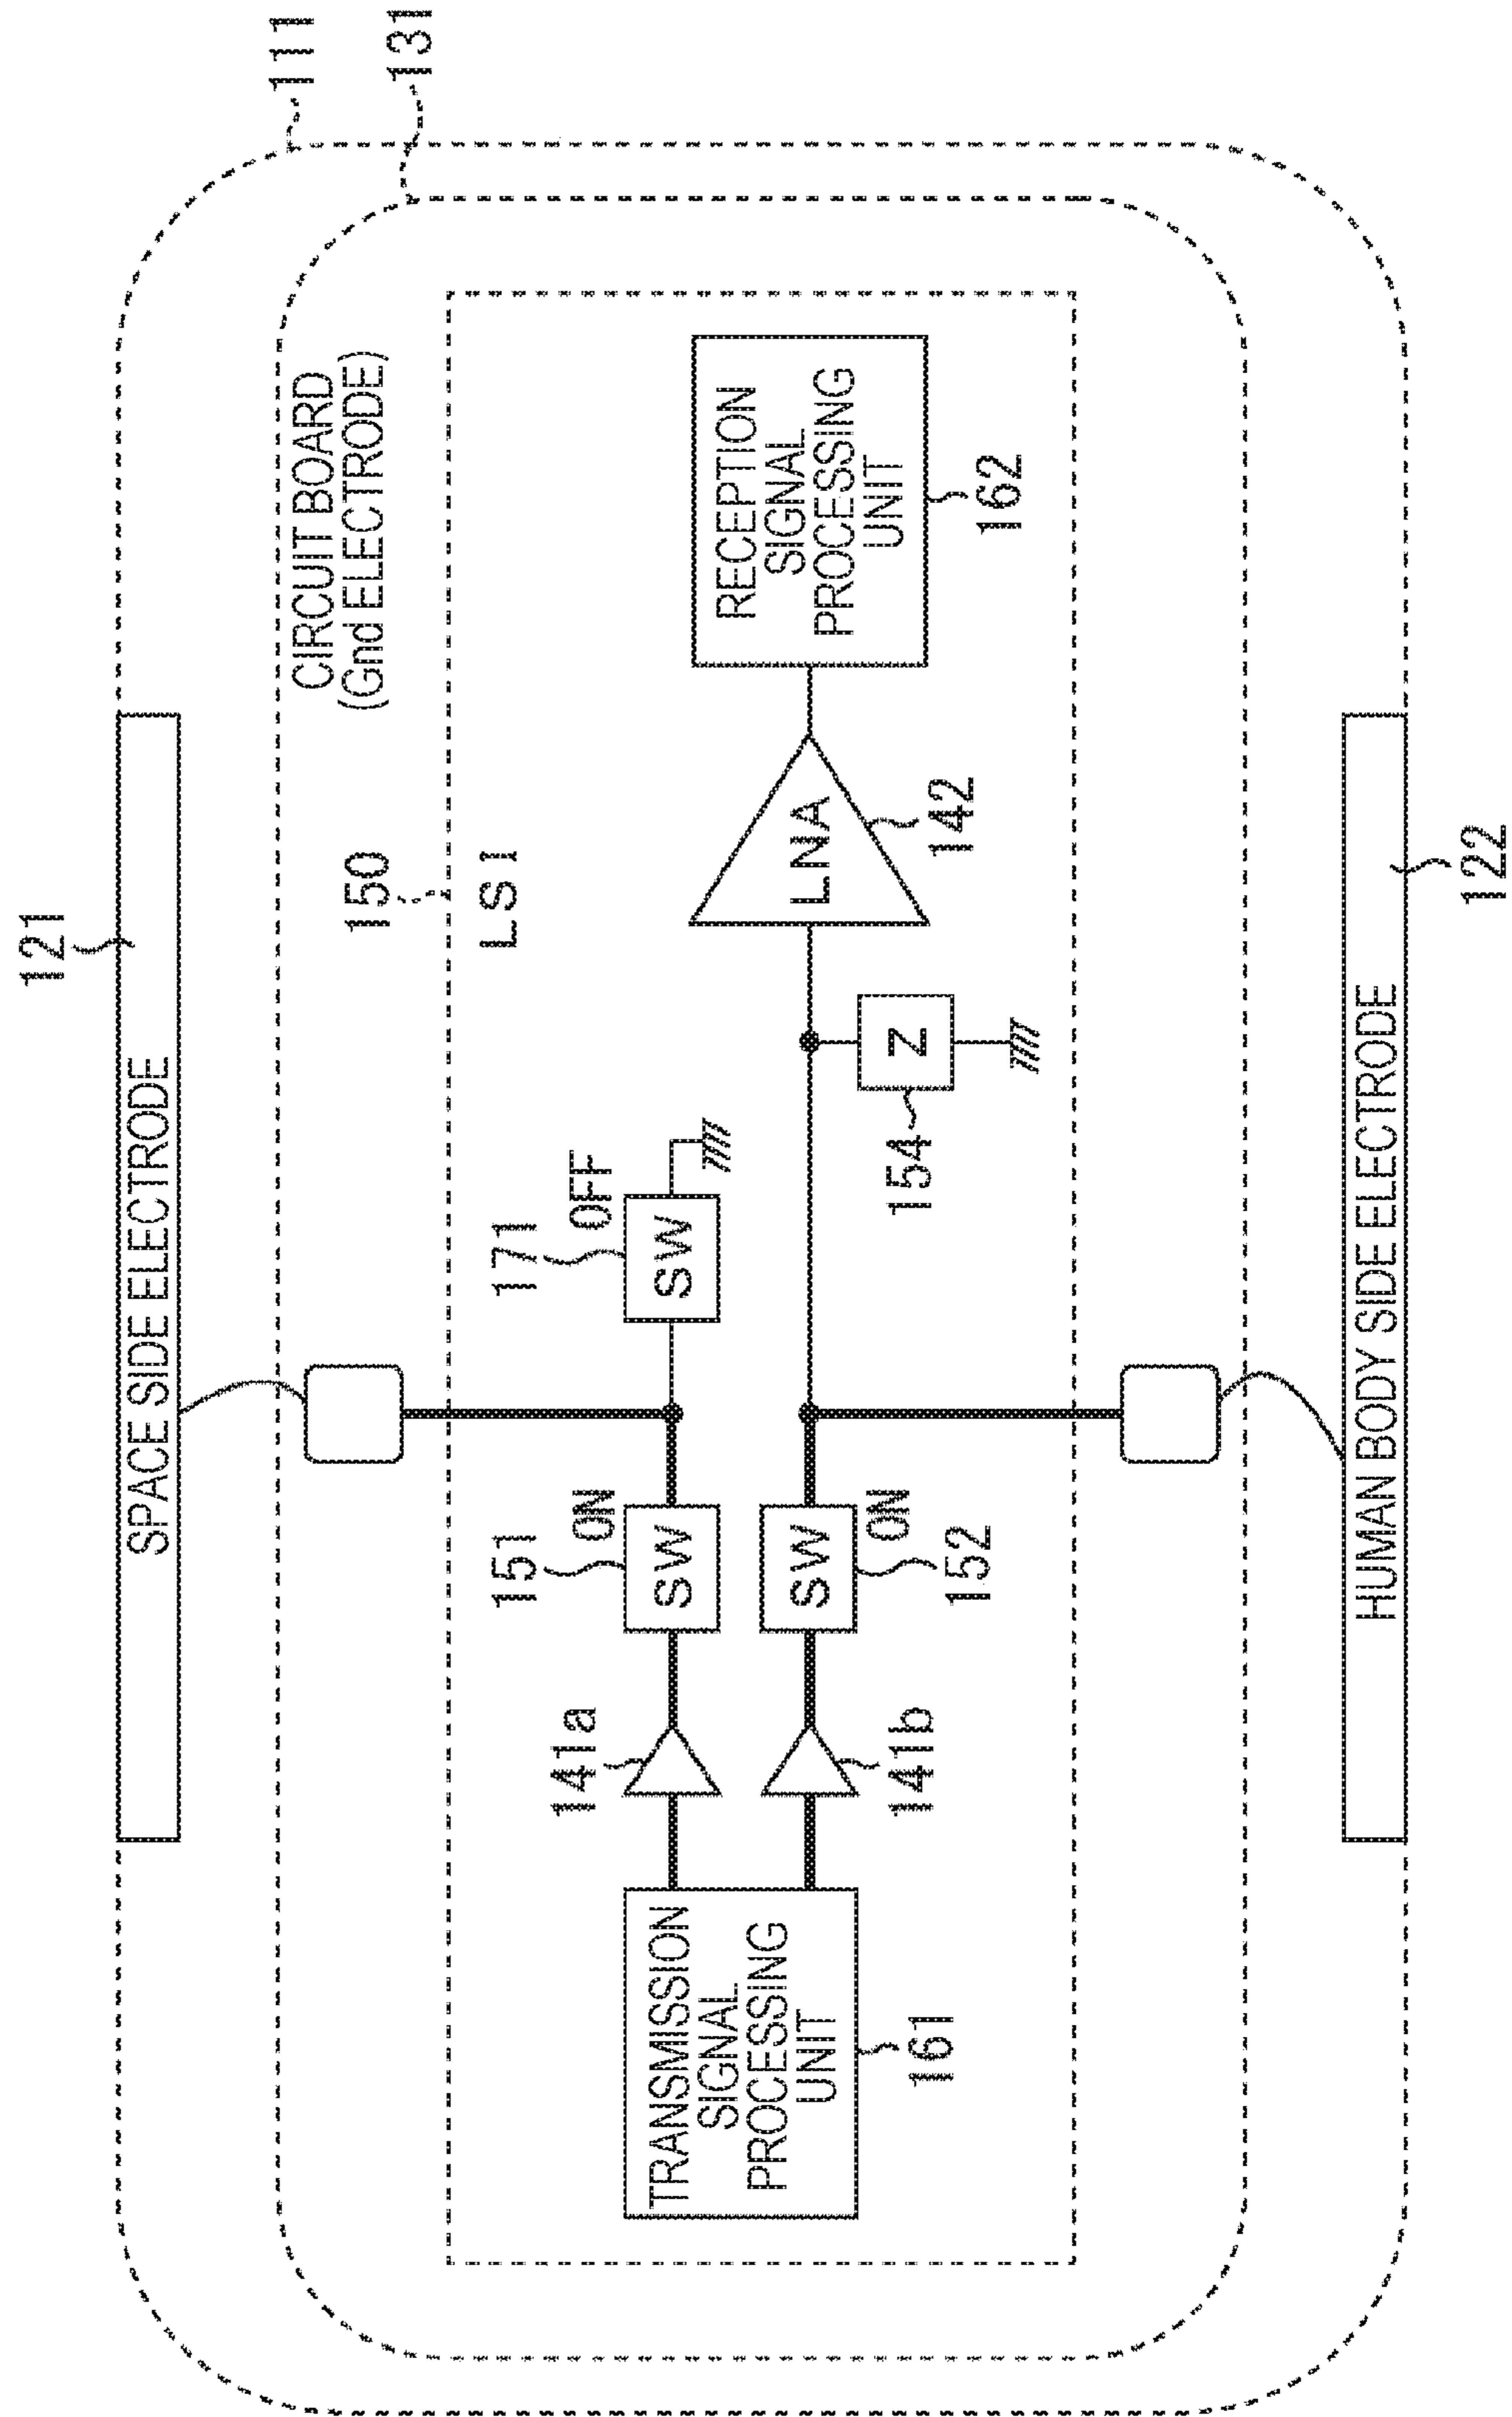 111
131
121
SPACE SIDE ELECTRODE
CIRCUIT BOARD
(Gnd ELECTRODE)
150
LSI
151
ON
SW
171
OFF
SW
141a
TRANSMISSION
SIGNAL
PROCESSING
UNIT
161
141b
SW
ON
152
Z
154
LNA
142
RECEPTION
SIGNAL
PROCESSING
UNIT
162
HUMAN BODY SIDE ELECTRODE
122